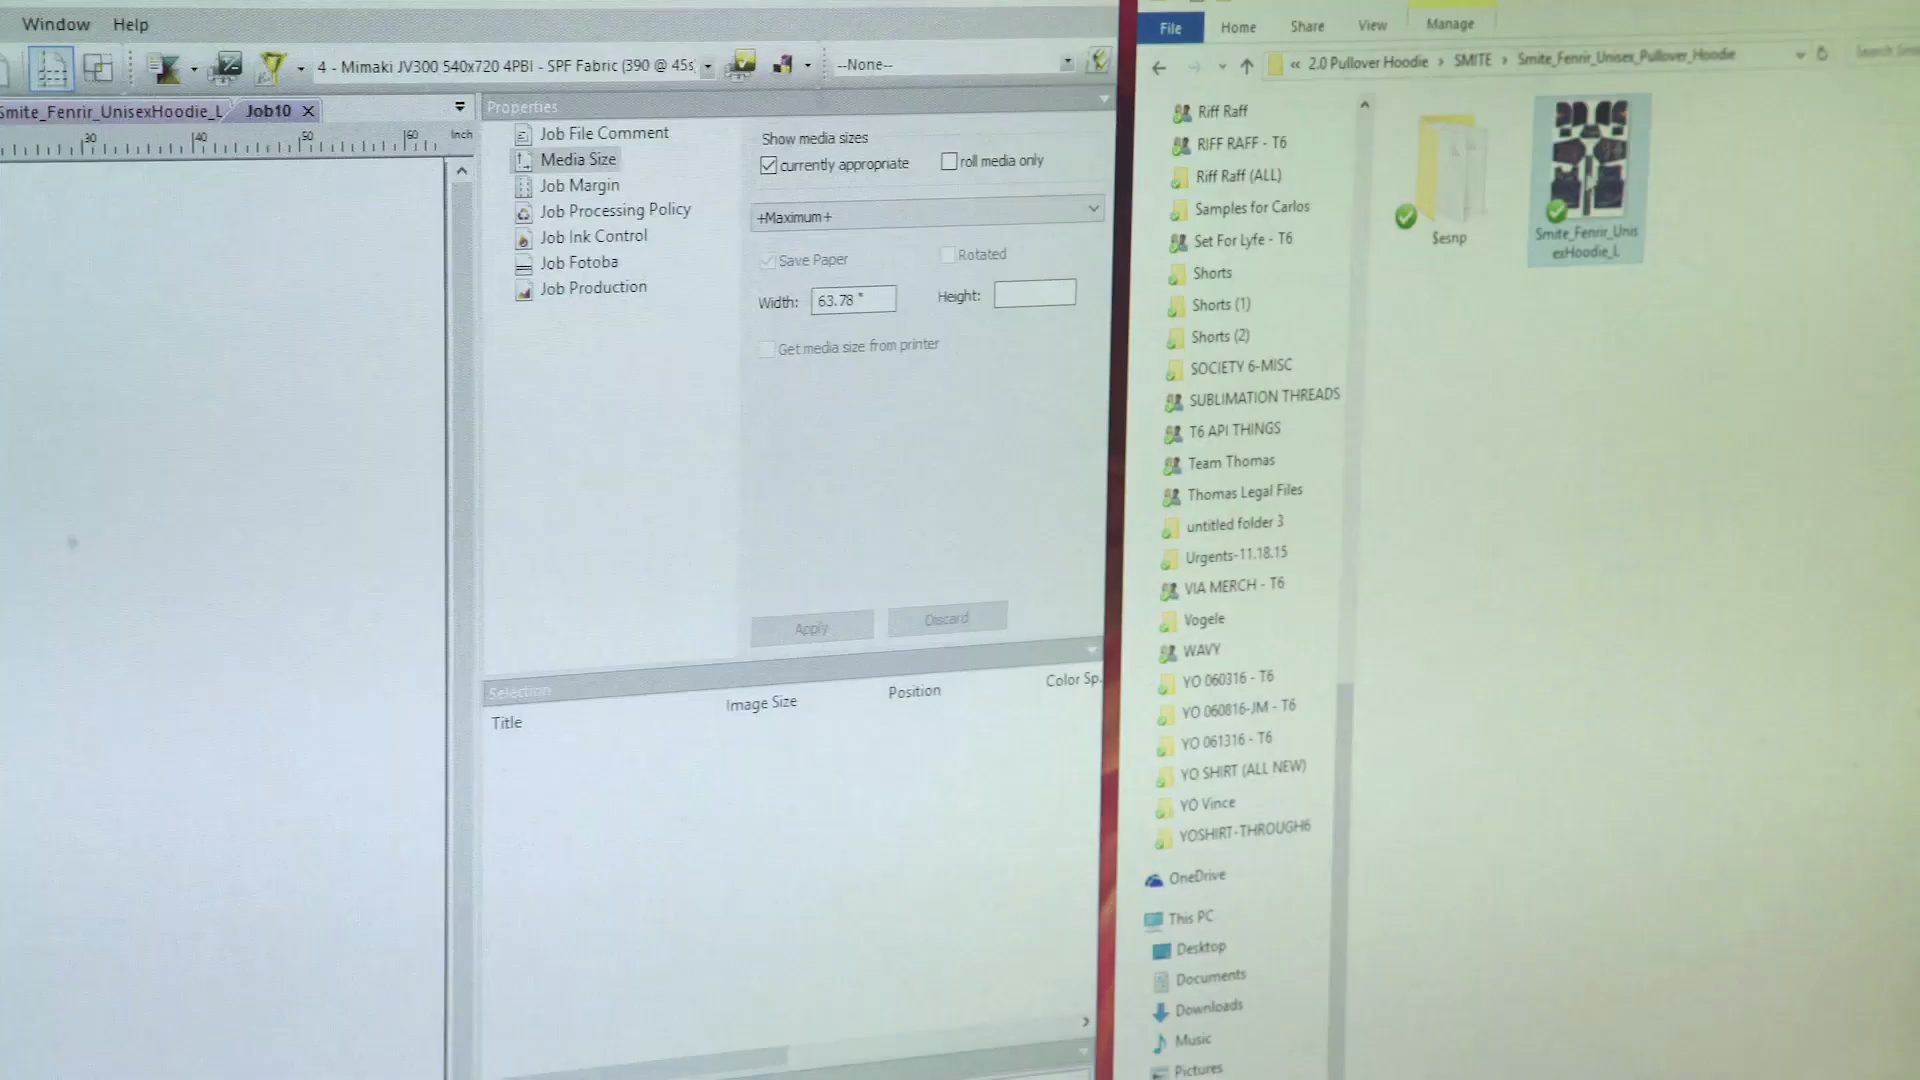 Window Help
4 - Mimaki JV300 540x720 4PBI - SPF Fabric (390 @ 45s
--None--
Smite_Fenrir_UnisexHoodie_L
Job10
30 40 50 60 Inch
Properties
Job File Comment
Media Size
Job Margin
Job Processing Policy
Job Ink Control
Job Fotoba
Job Production
Show media sizes
currently appropriate
roll media only
+Maximum+
Save Paper
Rotated
Width: 63.78 "
Height:
Get media size from printer
Apply Discard
Selection
Title Image Size Position Color Sp.
File Home Share View Manage
« 2.0 Pullover Hoodie › SMITE › Smite_Fenrir_Unisex_Pullover_Hoodie
Search
Riff Raff
RIFF RAFF - T6
Riff Raff (ALL)
Samples for Carlos
Set For Lyfe - T6
Shorts
Shorts (1)
Shorts (2)
SOCIETY 6-MISC
SUBLIMATION THREADS
T6 API THINGS
Team Thomas
Thomas Legal Files
untitled folder 3
Urgents-11.18.15
VIA MERCH - T6
Vogele
WAVY
YO 060316 - T6
YO 060816-JM - T6
YO 061316 - T6
YO SHIRT (ALL NEW)
YO Vince
YOSHIRT-THROUGH6
OneDrive
This PC
Desktop
Documents
Downloads
Music
Pictures
$esnp
Smite_Fenrir_Unis
exHoodie_L